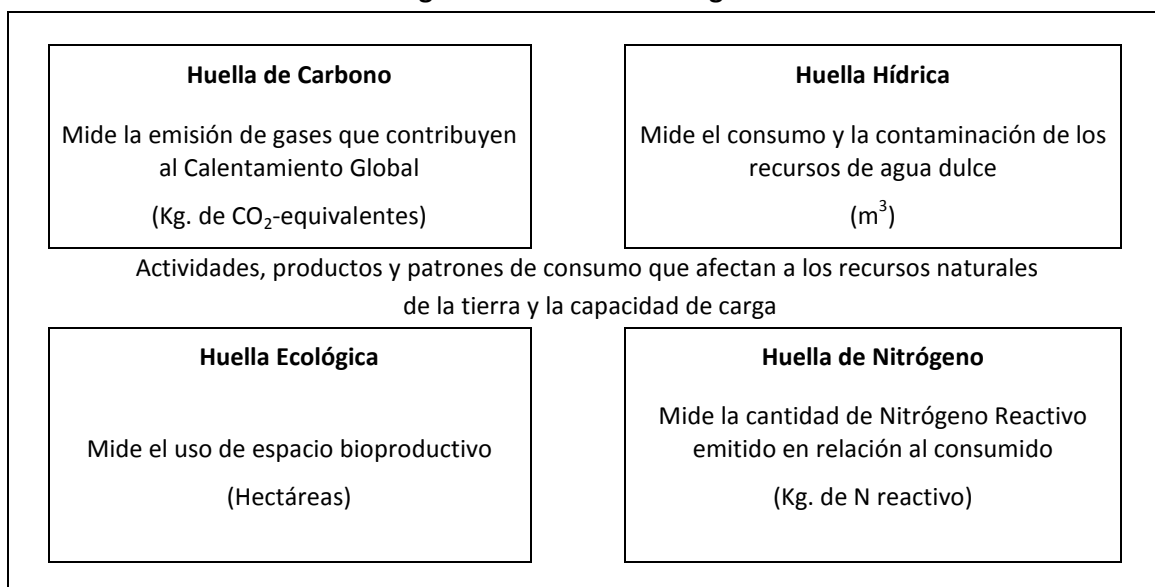 Huella de Carbono
Mide la emisión de gases que contribuyen
al Calentamiento Global
(Kg. de CO₂-equivalentes)
Huella Hídrica
Mide el consumo y la contaminación de los
recursos de agua dulce
(m³)
Actividades, productos y patrones de consumo que afectan a los recursos naturales
de la tierra y la capacidad de carga
Huella Ecológica
Mide el uso de espacio bioproductivo
(Hectáreas)
Huella de Nitrógeno
Mide la cantidad de Nitrógeno Reactivo
emitido en relación al consumido
(Kg. de N reactivo)